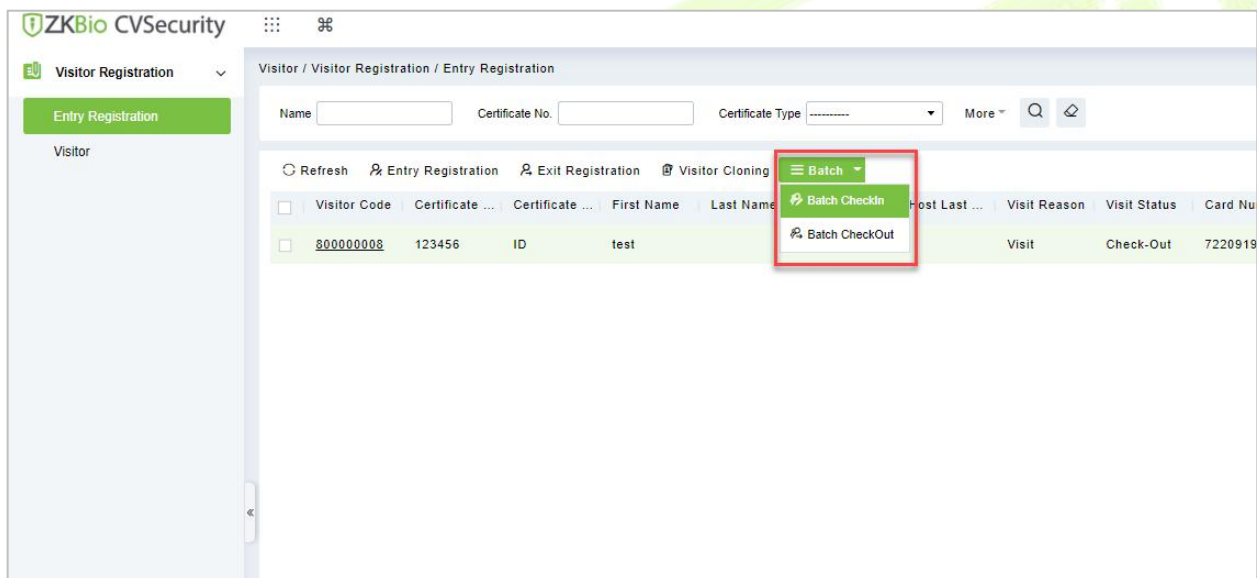 ZKBio CVSecurity
Visitor Registration
Entry Registration
Visitor
Visitor / Visitor Registration / Entry Registration
Name Certificate No. Certificate Type ---------- More
Refresh Entry Registration Exit Registration Visitor Cloning Batch
Batch CheckIn
Batch CheckOut
Visitor Code Certificate ... Certificate ... First Name Last Name Host Last ... Visit Reason Visit Status Card Nu
800000008 123456 ID test Visit Check-Out 7220919